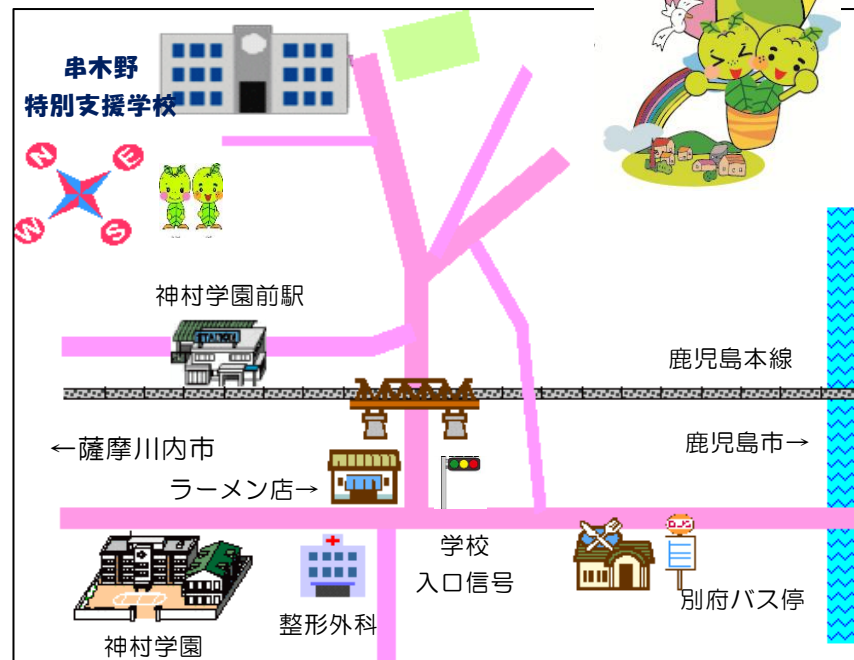 串木野
特別支援学校
N
E
W
S
神村学園前駅
STATION
鹿児島本線
←薩摩川内市
鹿児島市→
ラーメン店→
学校
入口信号
別府バス停
整形外科
神村学園